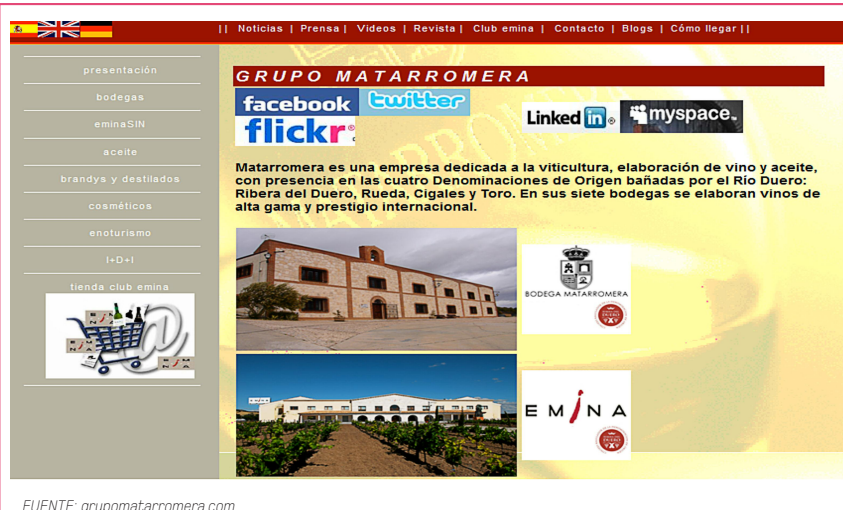 || Noticias | Prensa | Videos | Revista | Club emina | Contacto | Blogs | Cómo llegar ||
presentación
bodegas
eminaSIN
aceite
brandys y destilados
cosméticos
enoturismo
I+D+I
tienda club emina
GRUPO MATARROMERA
facebook twitter
Linked in myspace
flickr
Matarromera es una empresa dedicada a la viticultura, elaboración de vino y aceite,
con presencia en las cuatro Denominaciones de Origen bañadas por el Río Duero:
Ribera del Duero, Rueda, Cigales y Toro. En sus siete bodegas se elaboran vinos de
alta gama y prestigio internacional.
BODEGA MATARROMERA
EMINA
FUENTE: grupomatarromera.com